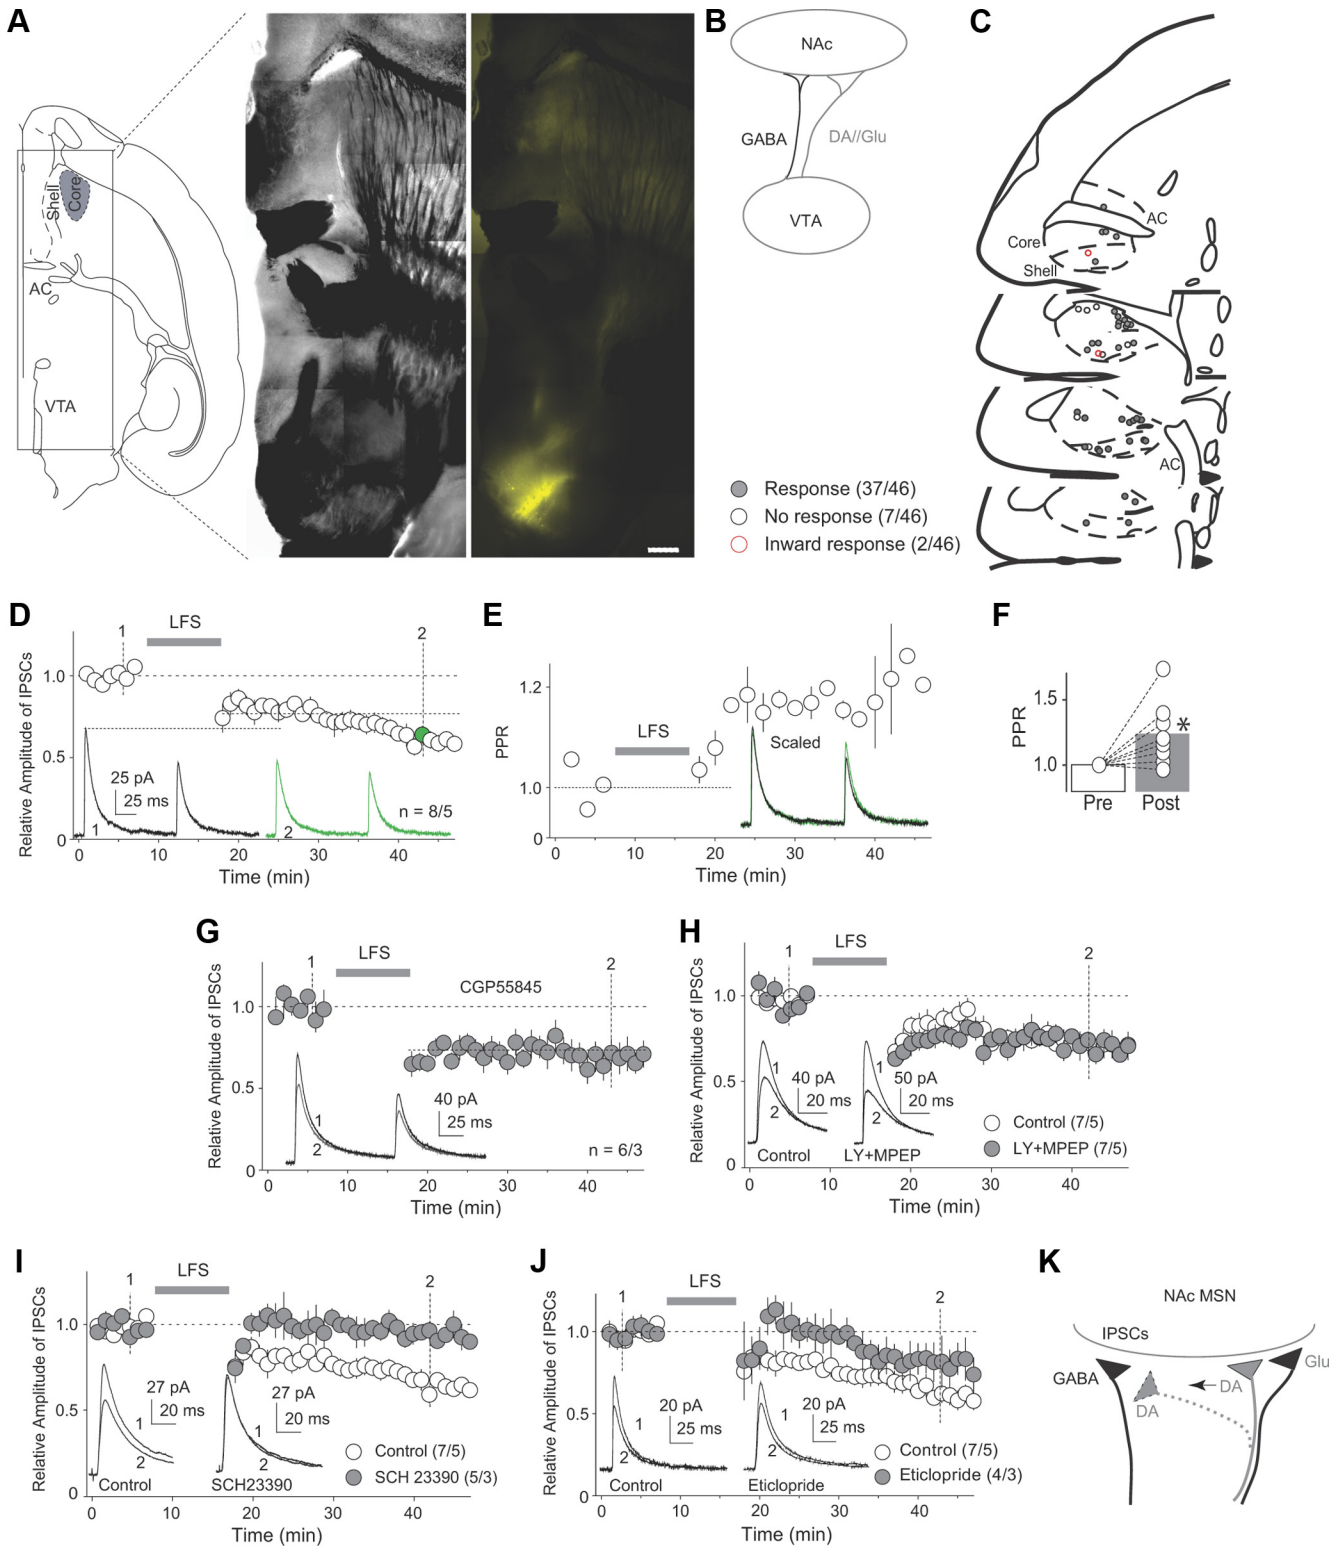 A
Shell
Core
AC
VTA
B
NAc
GABA
DA//Glu
VTA
C
Core
Shell
AC
AC
Response (37/46)
No response (7/46)
Inward response (2/46)
D
LFS
1
2
Relative Amplitude of IPSCs
1.0
0.5
0
25 pA
25 ms
1
2
n = 8/5
0
20
30
40
Time (min)
E
PPR
1.2
1.0
0
LFS
Scaled
0
10
20
30
40
Time (min)
F
PPR
1.5
1.0
*
Pre
Post
G
LFS
1
2
CGP55845
Relative Amplitude of IPSCs
1.0
0.5
0
1
2
40 pA
25 ms
n = 6/3
0
10
20
30
40
Time (min)
H
LFS
1
2
Relative Amplitude of IPSCs
1.0
0.5
0
1
2
40 pA
20 ms
1
2
50 pA
20 ms
Control (7/5)
LY+MPEP (7/5)
Control
LY+MPEP
0
10
20
30
40
Time (min)
I
LFS
1
2
Relative Amplitude of IPSCs
1.0
0.5
0
27 pA
20 ms
1
2
27 pA
20 ms
1
2
Control (7/5)
SCH 23390 (5/3)
Control
SCH23390
0
10
20
30
40
Time (min)
J
LFS
1
2
Relative Amplitude of IPSCs
1.0
0.5
0
1
2
20 pA
25 ms
1
2
20 pA
25 ms
Control (7/5)
Eticlopride (4/3)
Control
Eticlopride
0
10
20
30
40
Time (min)
K
NAc MSN
IPSCs
GABA
DA
DA
Glu